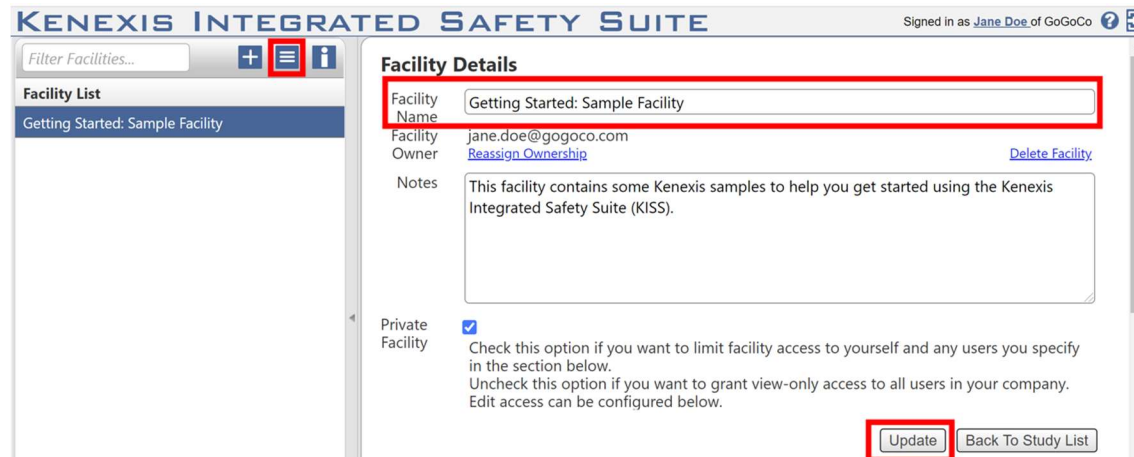 KENEXIS INTEGRATED SAFETY SUITE
Signed in as Jane Doe of GoGoCo ?
Filter Facilities...
+ i
Facility List
Getting Started: Sample Facility
Facility Details
Facility Name
Getting Started: Sample Facility
Facility Owner
jane.doe@gogoco.com
Reassign Ownership
Delete Facility
Notes
This facility contains some Kenexis samples to help you get started using the Kenexis
Integrated Safety Suite (KISS).
Private
Facility
Check this option if you want to limit facility access to yourself and any users you specify
in the section below.
Uncheck this option if you want to grant view-only access to all users in your company.
Edit access can be configured below.
Update
Back To Study List